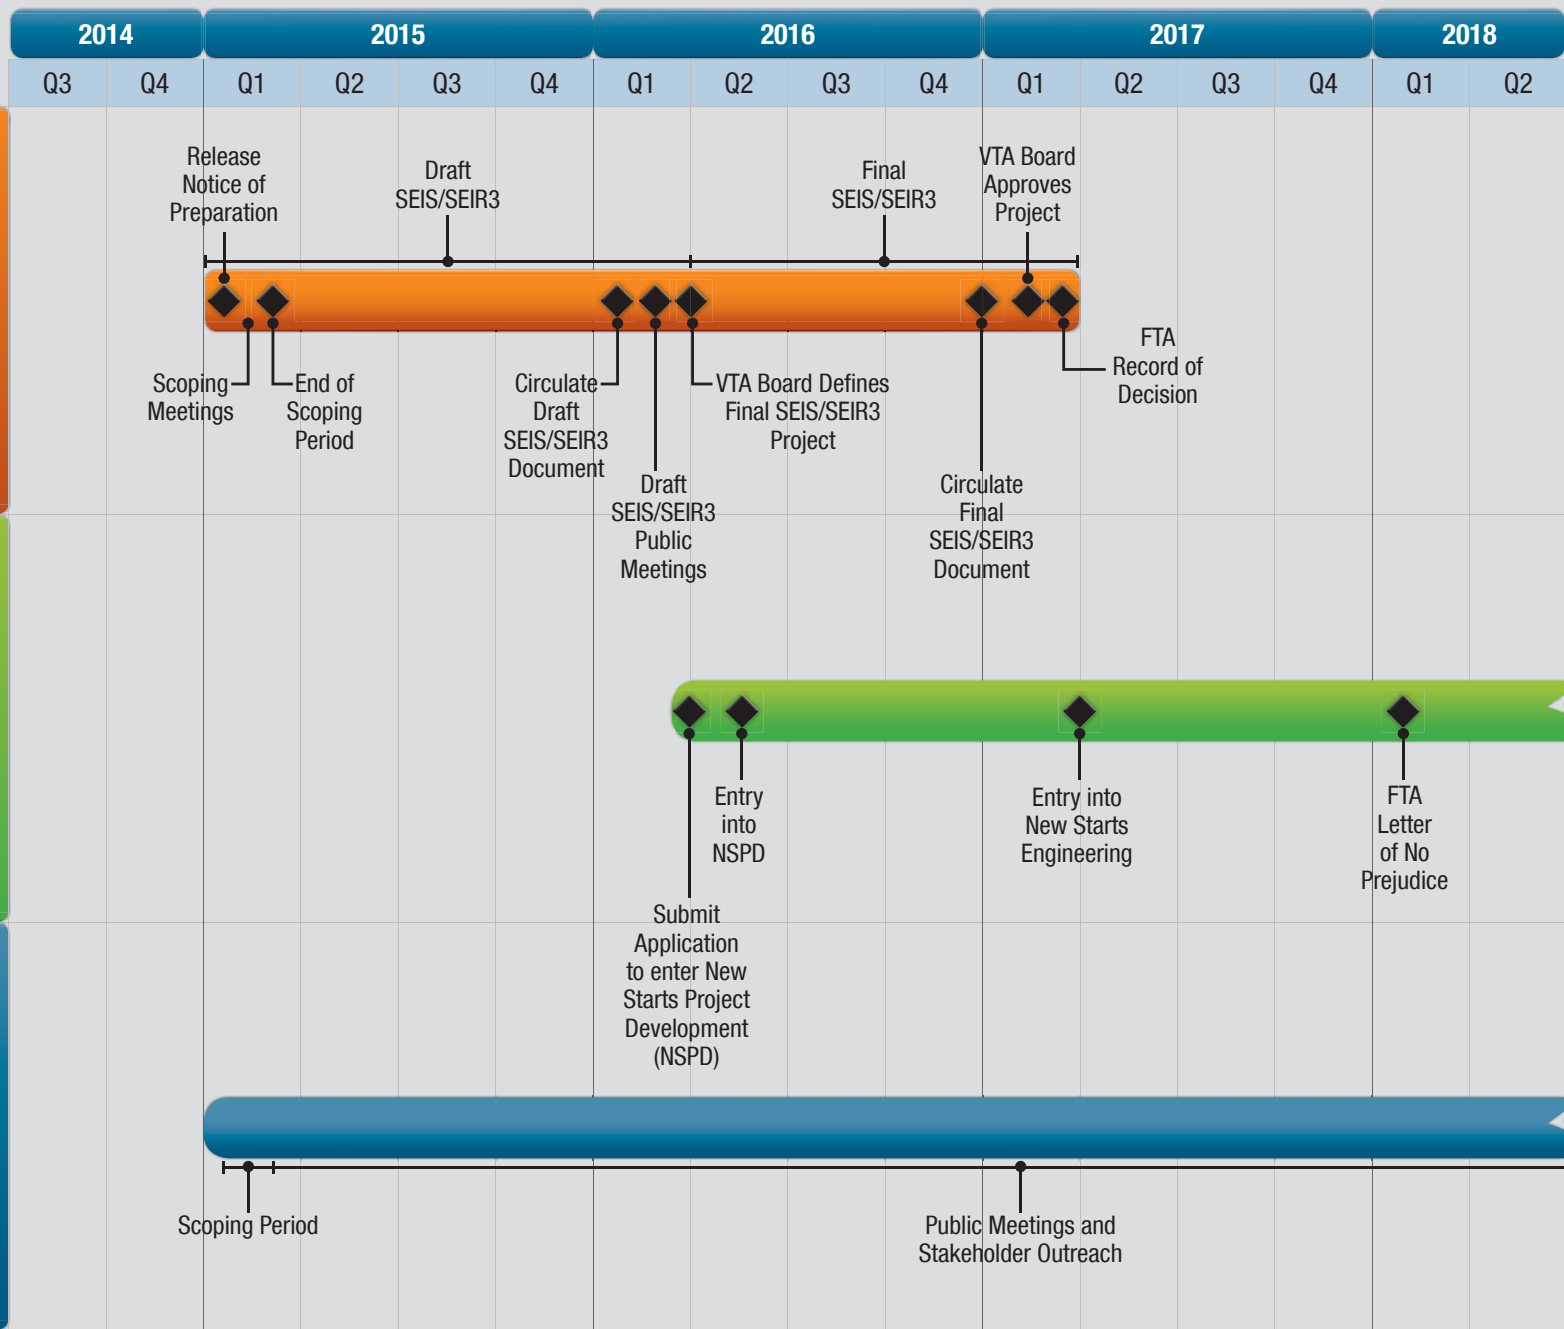 2014
2015
2016
2017
2018
Q3
Q4
Q1
Q2
Q3
Q4
Q1
Q2
Q3
Q4
Q1
Q2
Q3
Q4
Q1
Q2
Release
Notice of
Preparation
Draft
SEIS/SEIR3
Final
SEIS/SEIR3
VTA Board
Approves
Project
Scoping
Meetings
End of
Scoping
Period
Circulate
Draft
SEIS/SEIR3
Document
Draft
SEIS/SEIR3
Public
Meetings
VTA Board Defines
Final SEIS/SEIR3
Project
Circulate
Final
SEIS/SEIR3
Document
FTA
Record of
Decision
Submit
Application
to enter New
Starts Project
Development
(NSPD)
Entry
into
NSPD
Entry into
New Starts
Engineering
FTA
Letter
of No
Prejudice
Scoping Period
Public Meetings and
Stakeholder Outreach